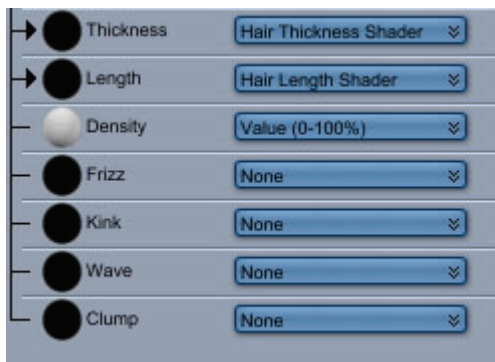 Thickness Hair Thickness Shader
Length Hair Length Shader
Density Value (0-100%)
Frizz None
Kink None
Wave None
Clump None